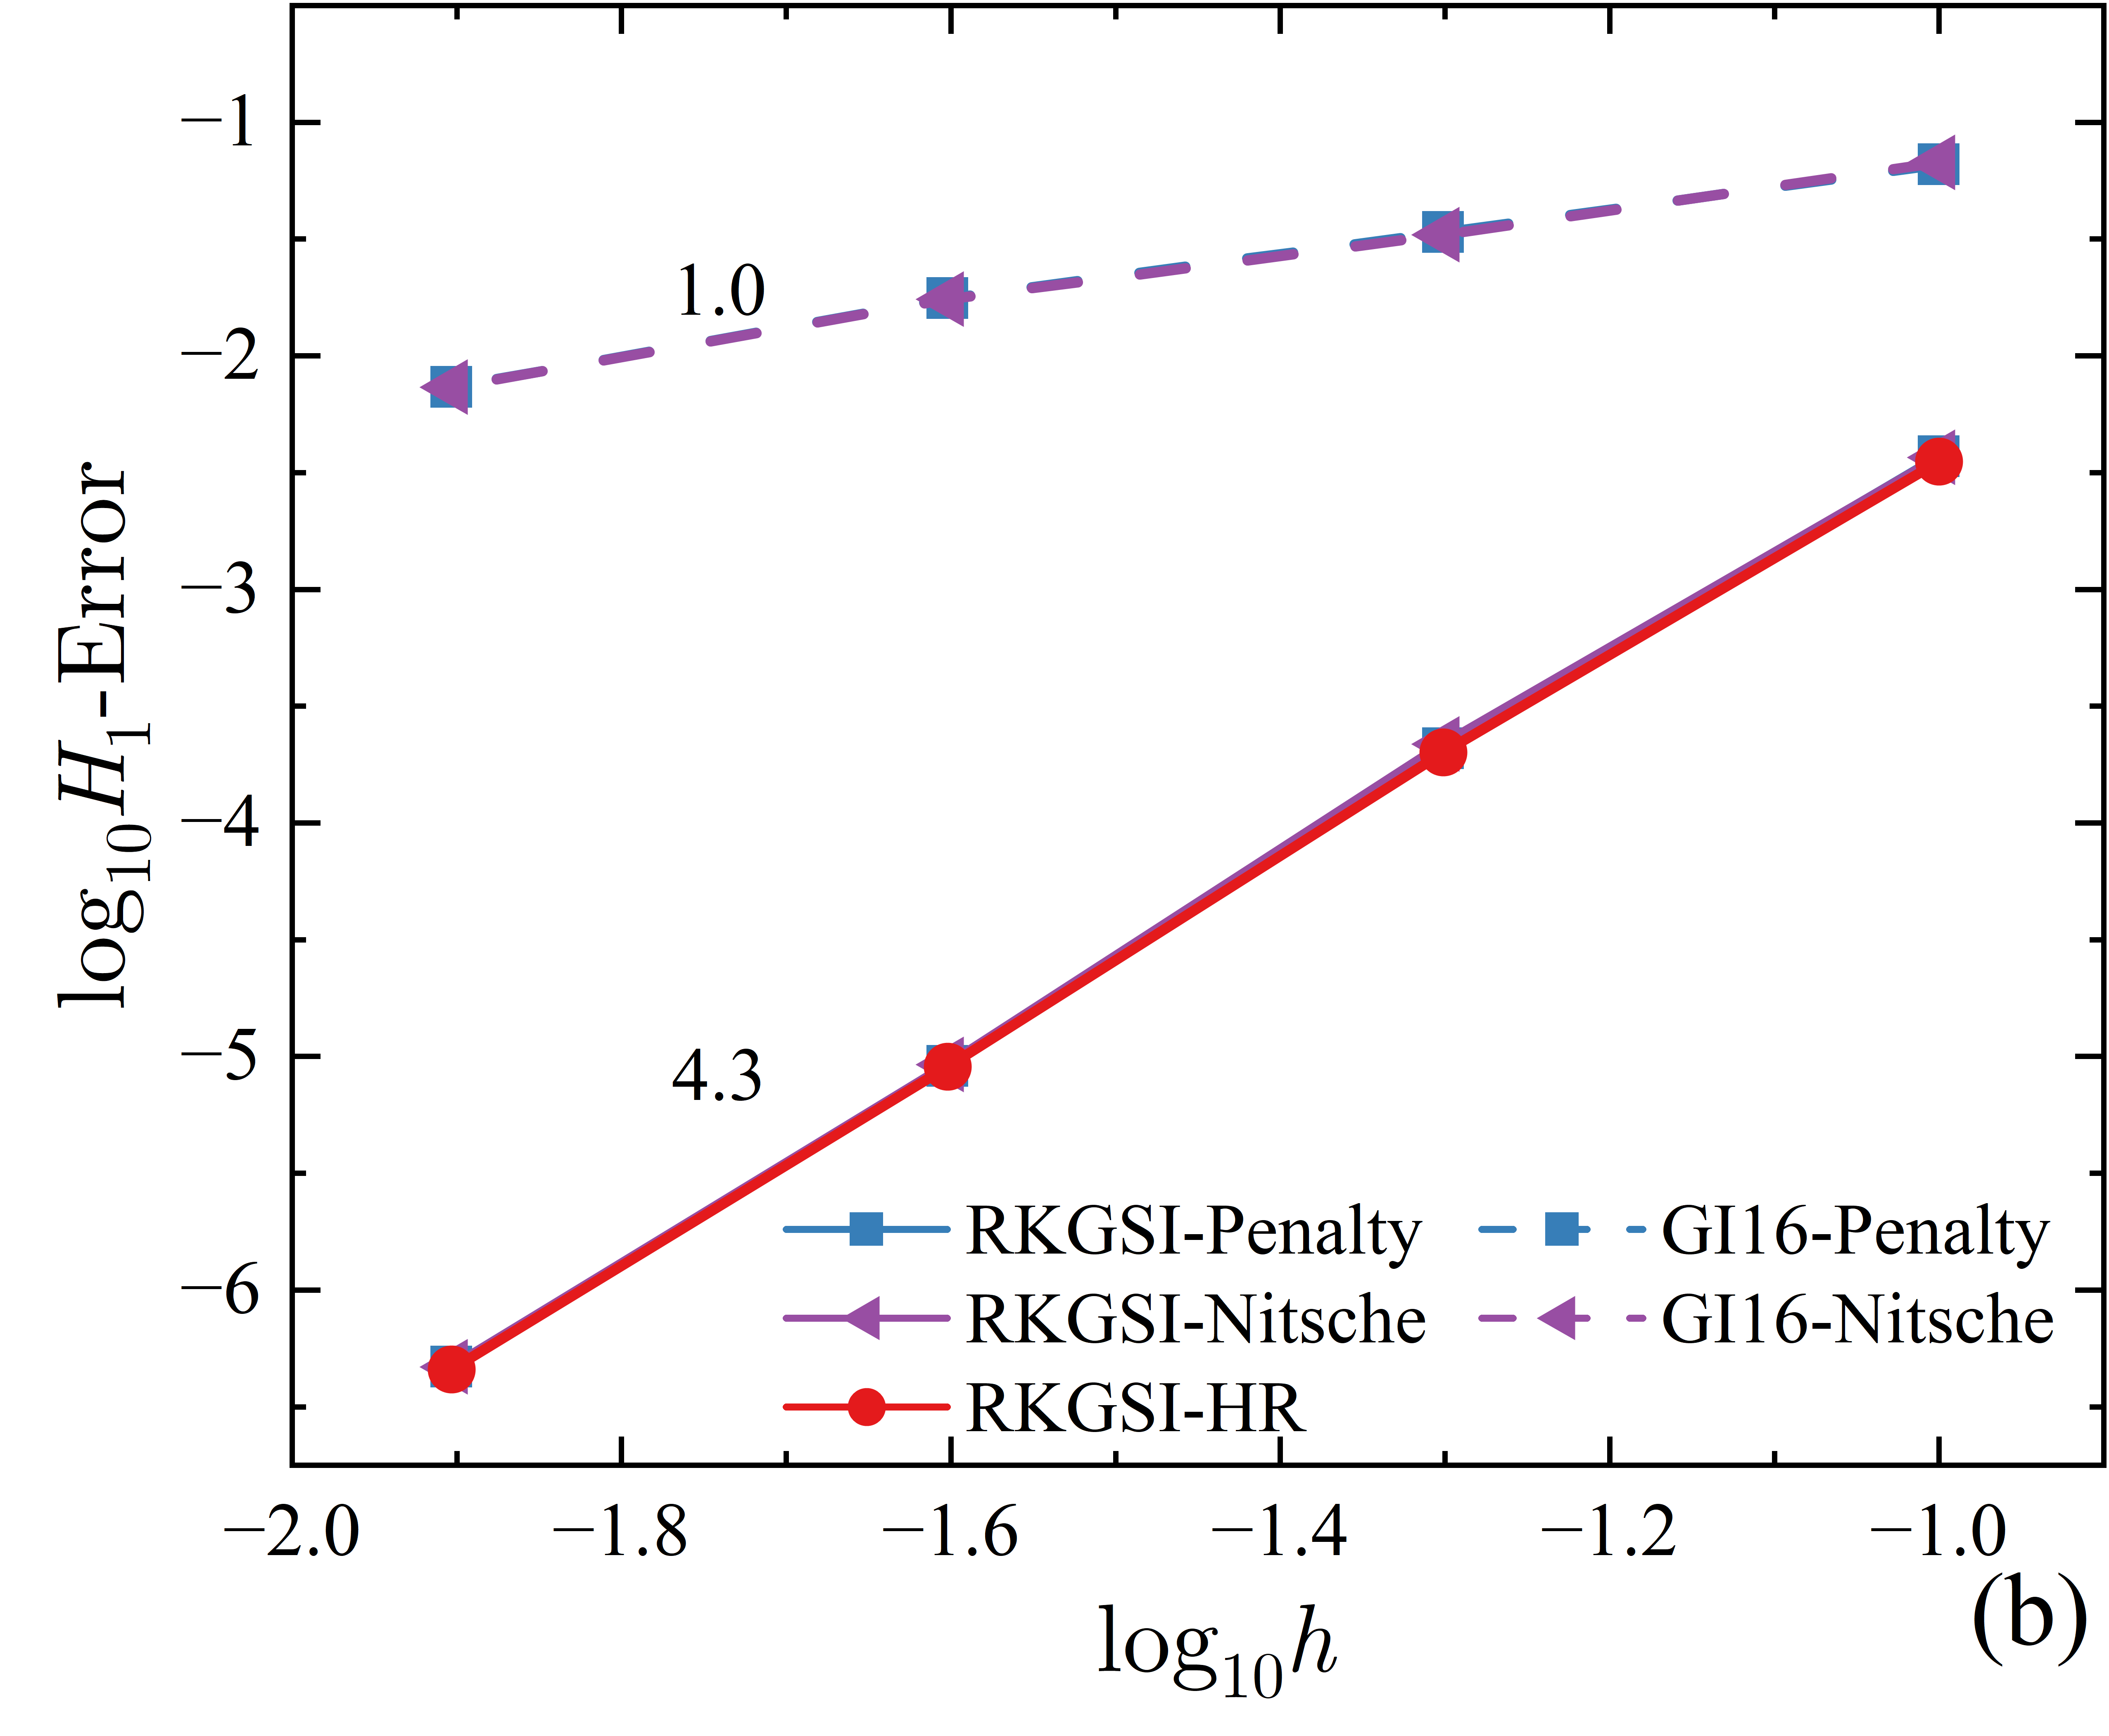 −1
−2
−3
−4
−5
−6
log₁₀H₁-Error
1.0
4.3
RKGSI-Penalty
GI16-Penalty
RKGSI-Nitsche
GI16-Nitsche
RKGSI-HR
−2.0
−1.8
−1.6
−1.4
−1.2
−1.0
log₁₀h
(b)